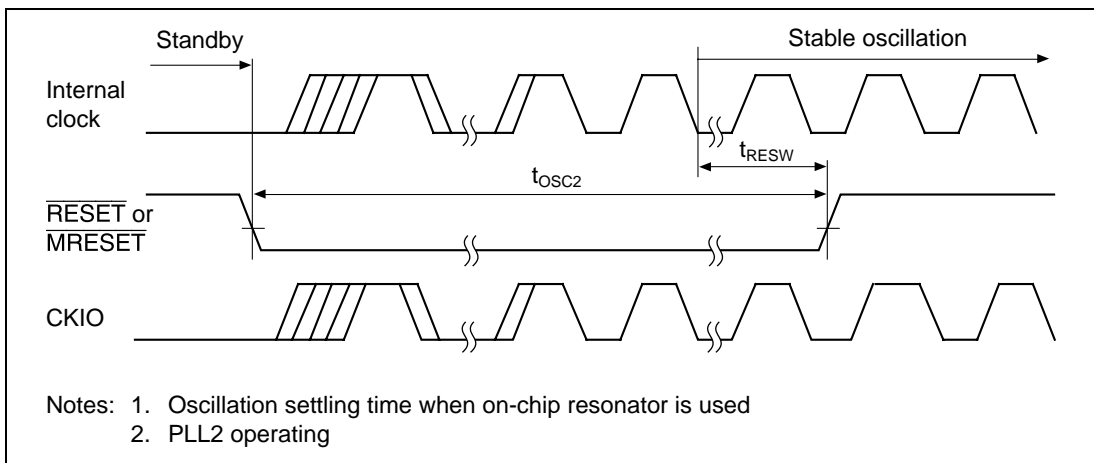 Standby
Stable oscillation
Internal
clock
tRESW
tOSC2
RESET or
MRESET
CKIO
Notes: 1. Oscillation settling time when on-chip resonator is used
2. PLL2 operating